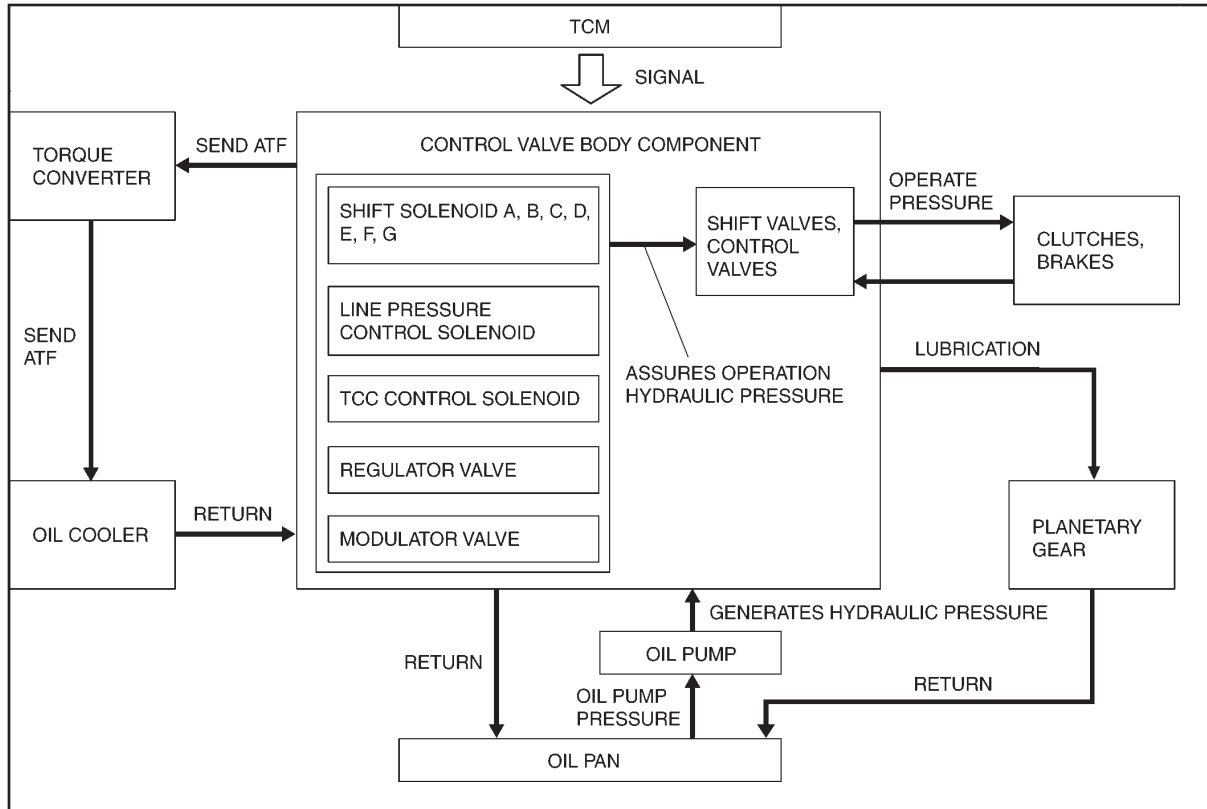 TCM
SIGNAL
CONTROL VALVE BODY COMPONENT
TORQUE
CONVERTER
SEND ATF
SHIFT SOLENOID A, B, C, D,
E, F, G
LINE PRESSURE
CONTROL SOLENOID
TCC CONTROL SOLENOID
REGULATOR VALVE
MODULATOR VALVE
SHIFT VALVES,
CONTROL
VALVES
ASSURES OPERATION
HYDRAULIC PRESSURE
OPERATE
PRESSURE
CLUTCHES,
BRAKES
LUBRICATION
SEND
ATF
OIL COOLER
RETURN
PLANETARY
GEAR
GENERATES HYDRAULIC PRESSURE
OIL PUMP
RETURN
OIL PUMP
PRESSURE
RETURN
OIL PAN